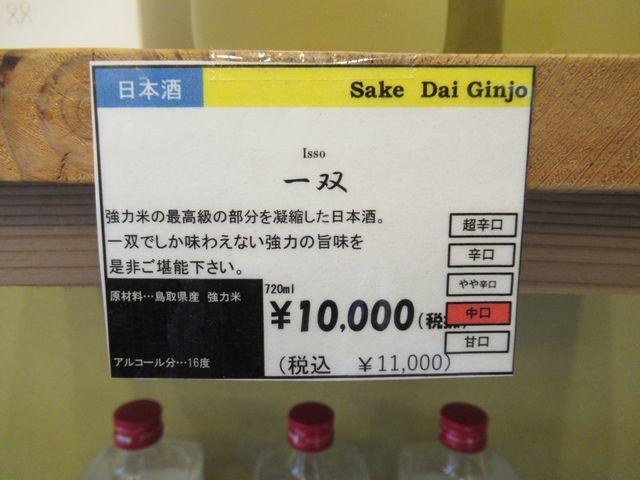 日本酒
Sake Dai Ginjo
Isso
一双
強力米の最高級の部分を凝縮した日本酒。
一双でしか味わえない強力の旨味を
是非ご堪能下さい。
原材料…鳥取県産 強力米
アルコール分…16度
720ml
¥10,000(税抜)
(税込 ¥11,000)
超辛口
辛口
やや辛口
中口
甘口